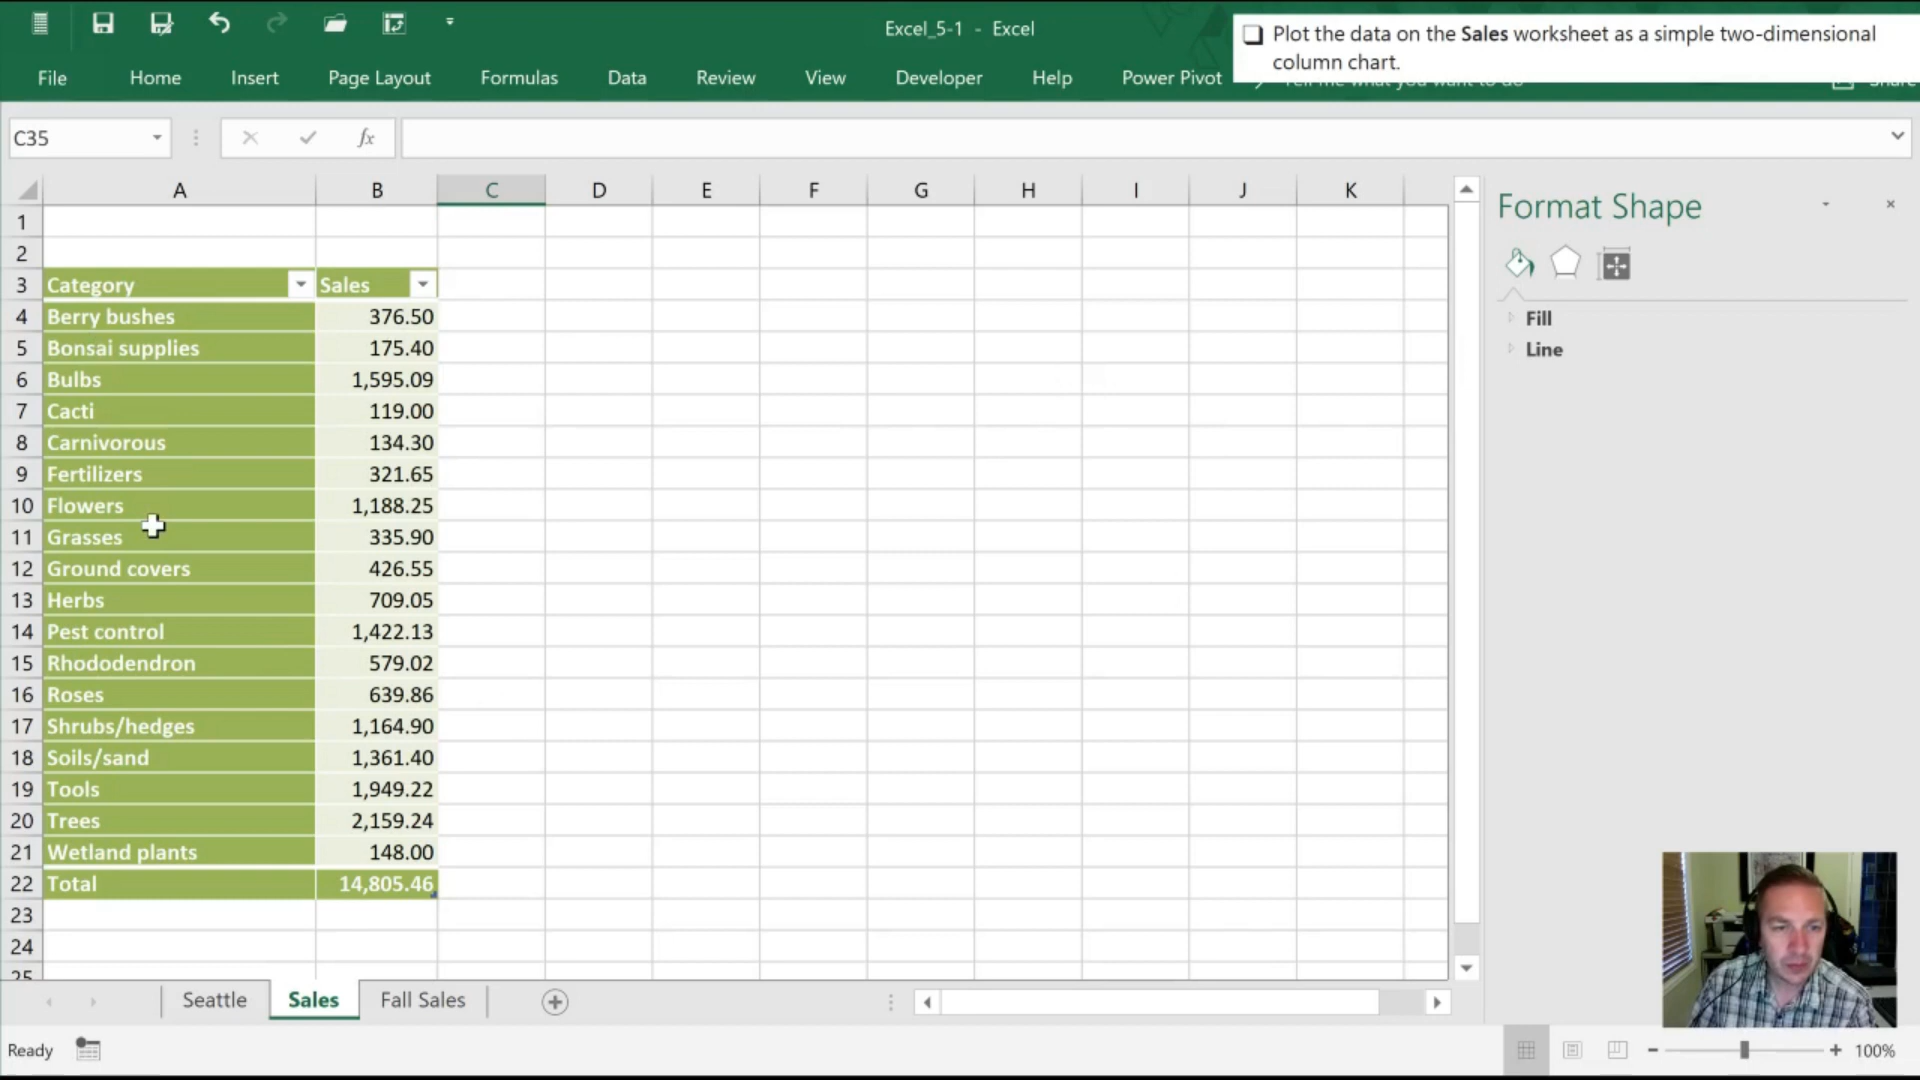 Excel_5-1 - Excel
Plot the data on the Sales worksheet as a simple two-dimensional
column chart.
File Home Insert Page Layout Formulas Data Review View Developer Help Power Pivot
C35 fx
A B C D E F G H I J K
Format Shape
1
2
3 Category Sales
Fill
4 Berry bushes 376.50
Line
5 Bonsai supplies 175.40
6 Bulbs 1,595.09
7 Cacti 119.00
8 Carnivorous 134.30
9 Fertilizers 321.65
10 Flowers 1,188.25
11 Grasses 335.90
12 Ground covers 426.55
13 Herbs 709.05
14 Pest control 1,422.13
15 Rhododendron 579.02
16 Roses 639.86
17 Shrubs/hedges 1,164.90
18 Soils/sand 1,361.40
19 Tools 1,949.22
20 Trees 2,159.24
21 Wetland plants 148.00
22 Total 14,805.46
23
24
25
Seattle Sales Fall Sales
Ready 100%